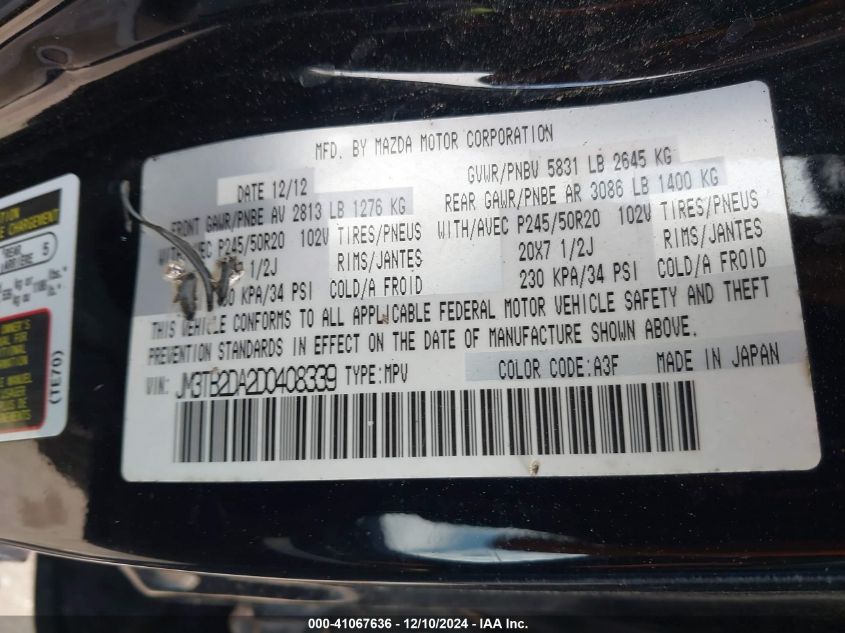 MFD. BY MAZDA MOTOR CORPORATION
DATE 12/12
GVWR/PNBV 5831 LB 2645 KG
FRONT GAWR/PNBE AV 2813 LB 1276 KG
REAR GAWR/PNBE AR 3086 LB 1400 KG
WITH/AVEC P245/50R20 102V TIRES/PNEUS
WITH/AVEC P245/50R20 102V TIRES/PNEUS
1/2J RIMS/JANTES
20X7 1/2J RIMS/JANTES
KPA/34 PSI COLD/A FROID
230 KPA/34 PSI COLD/A FROID
THIS VEHICLE CONFORMS TO ALL APPLICABLE FEDERAL MOTOR VEHICLE SAFETY AND THEFT
PREVENTION STANDARDS IN EFFECT ON THE DATE OF MANUFACTURE SHOWN ABOVE.
COLOR CODE:A3F MADE IN JAPAN
VIN: JM3TB2DA2D0408339 TYPE:MPV
REAR
5
(1E70)
000-41067636 - 12/10/2024 - IAA Inc.